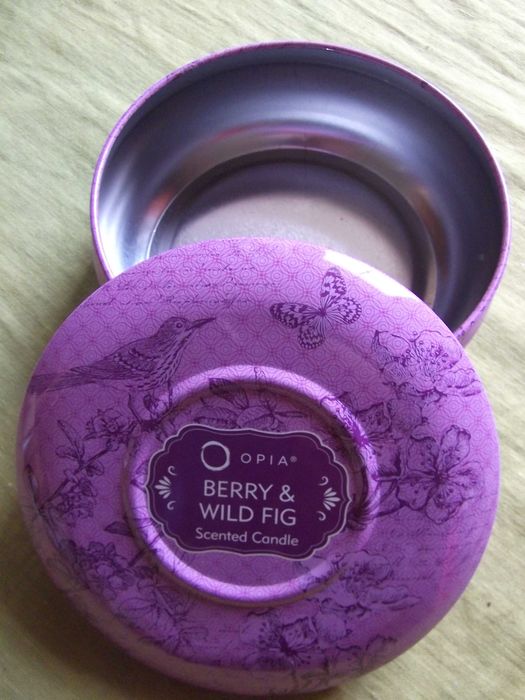 OPIA®
BERRY &
WILD FIG
Scented Candle